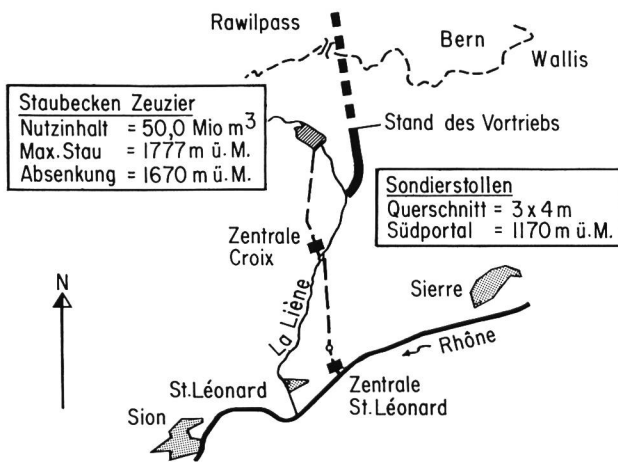 Rawilpass
Bern
Wallis
Staubecken Zeuzier
Nutzinhalt = 50,0 Mio m³
Max. Stau = 1777 m ü. M.
Absenkung = 1670 m ü. M.
Stand des Vortriebs
Sondierstollen
Querschnitt = 3 x 4 m
Südportal = 1170 m ü. M.
Zentrale
Croix
N
Sierre
La Liène
Rhône
St. Léonard
Zentrale
St. Léonard
Sion